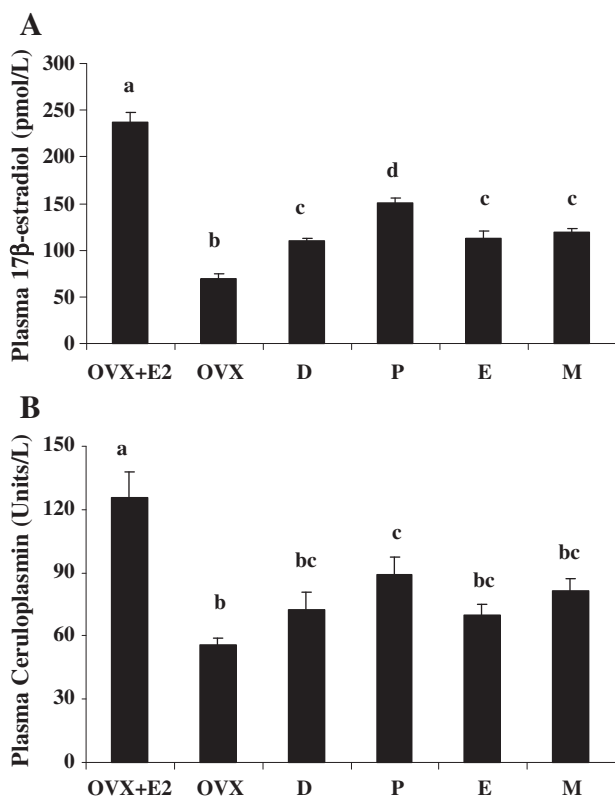 A
Plasma 17β-estradiol (pmol/L)
300
250
200
150
100
50
0
a
b
c
d
c
c
OVX+E2 OVX D P E M
B
Plasma Ceruloplasmin (Units/L)
150
120
90
60
30
0
a
b
bc
c
bc
bc
OVX+E2 OVX D P E M